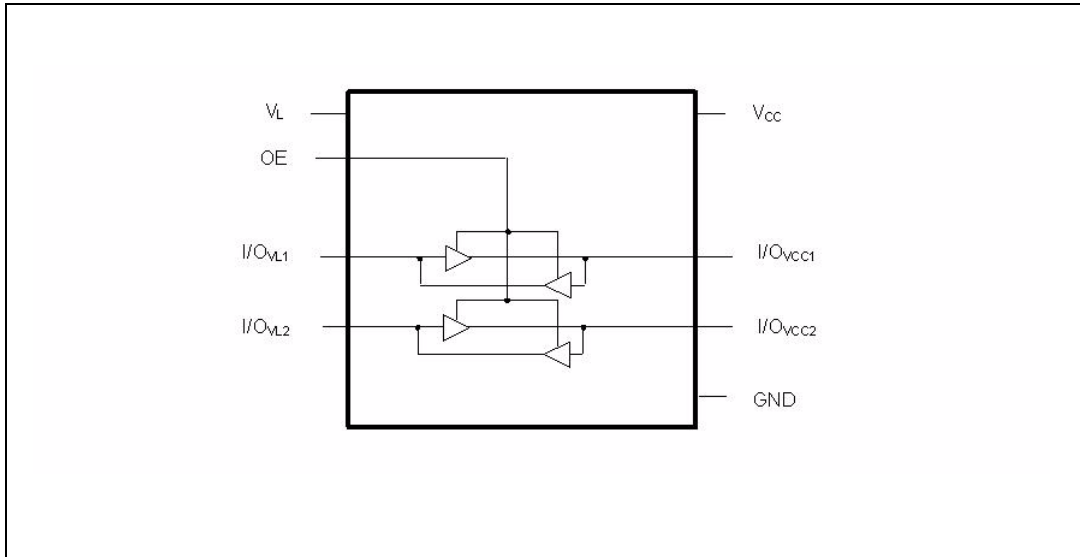 VL
VCC
OE
I/OVL1
I/OVCC1
I/OVL2
I/OVCC2
GND